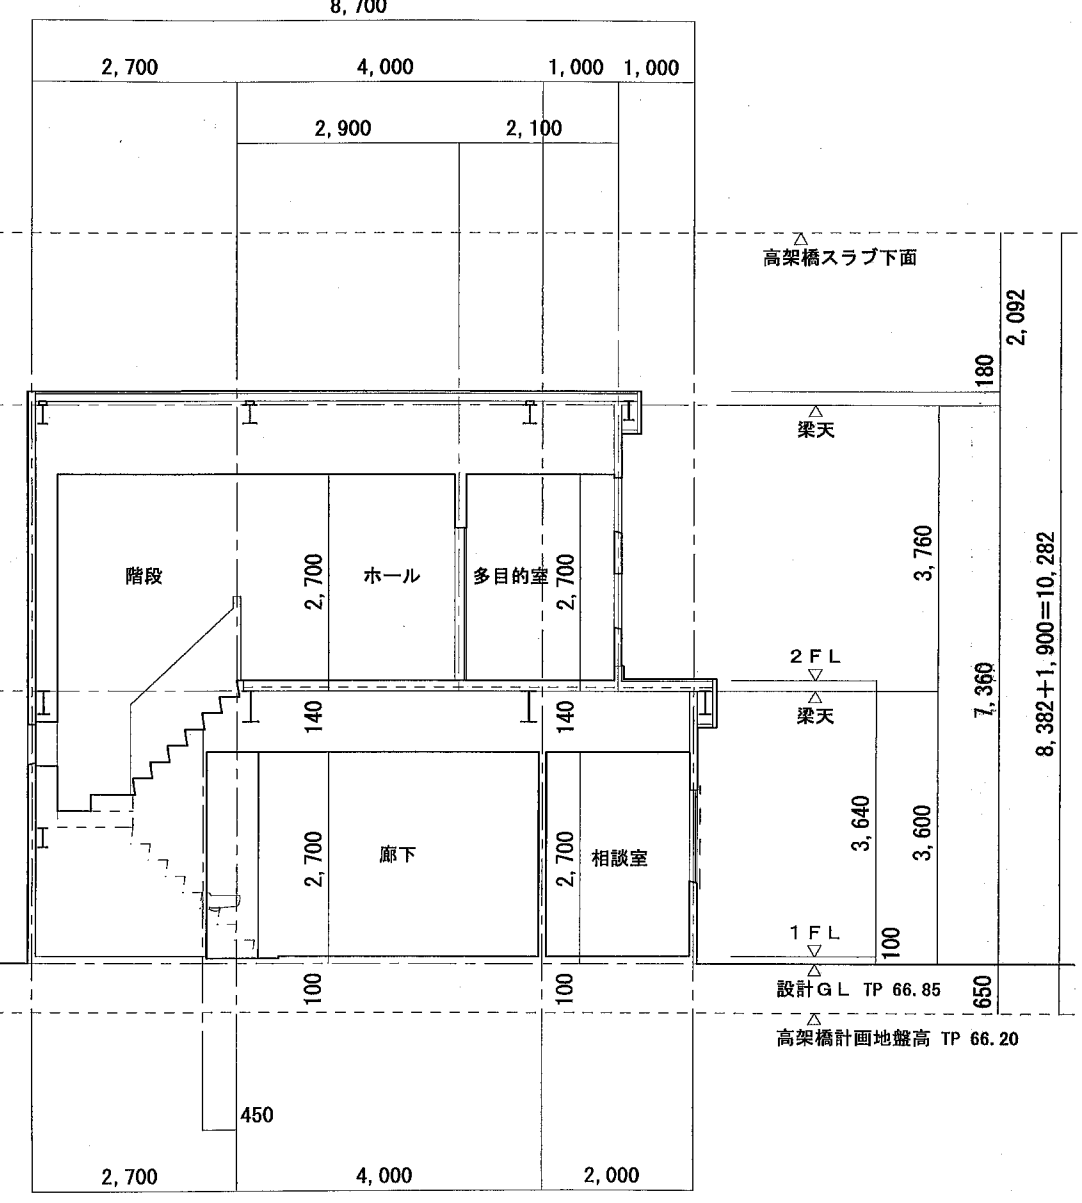 8,700
2,700 4,000 1,000 1,000
2,900 2,100
高架橋スラブ下面
2,092
180
梁天
階段 2,700 ホール 多目的室 2,700
3,760
8,382+1,900=10,282
2FL
7,360
梁天
140 140
3,640 3,600
2,700 廊下 2,700 相談室
1FL
100
設計GL TP 66.85
100 100 650
高架橋計画地盤高 TP 66.20
450
2,700 4,000 2,000